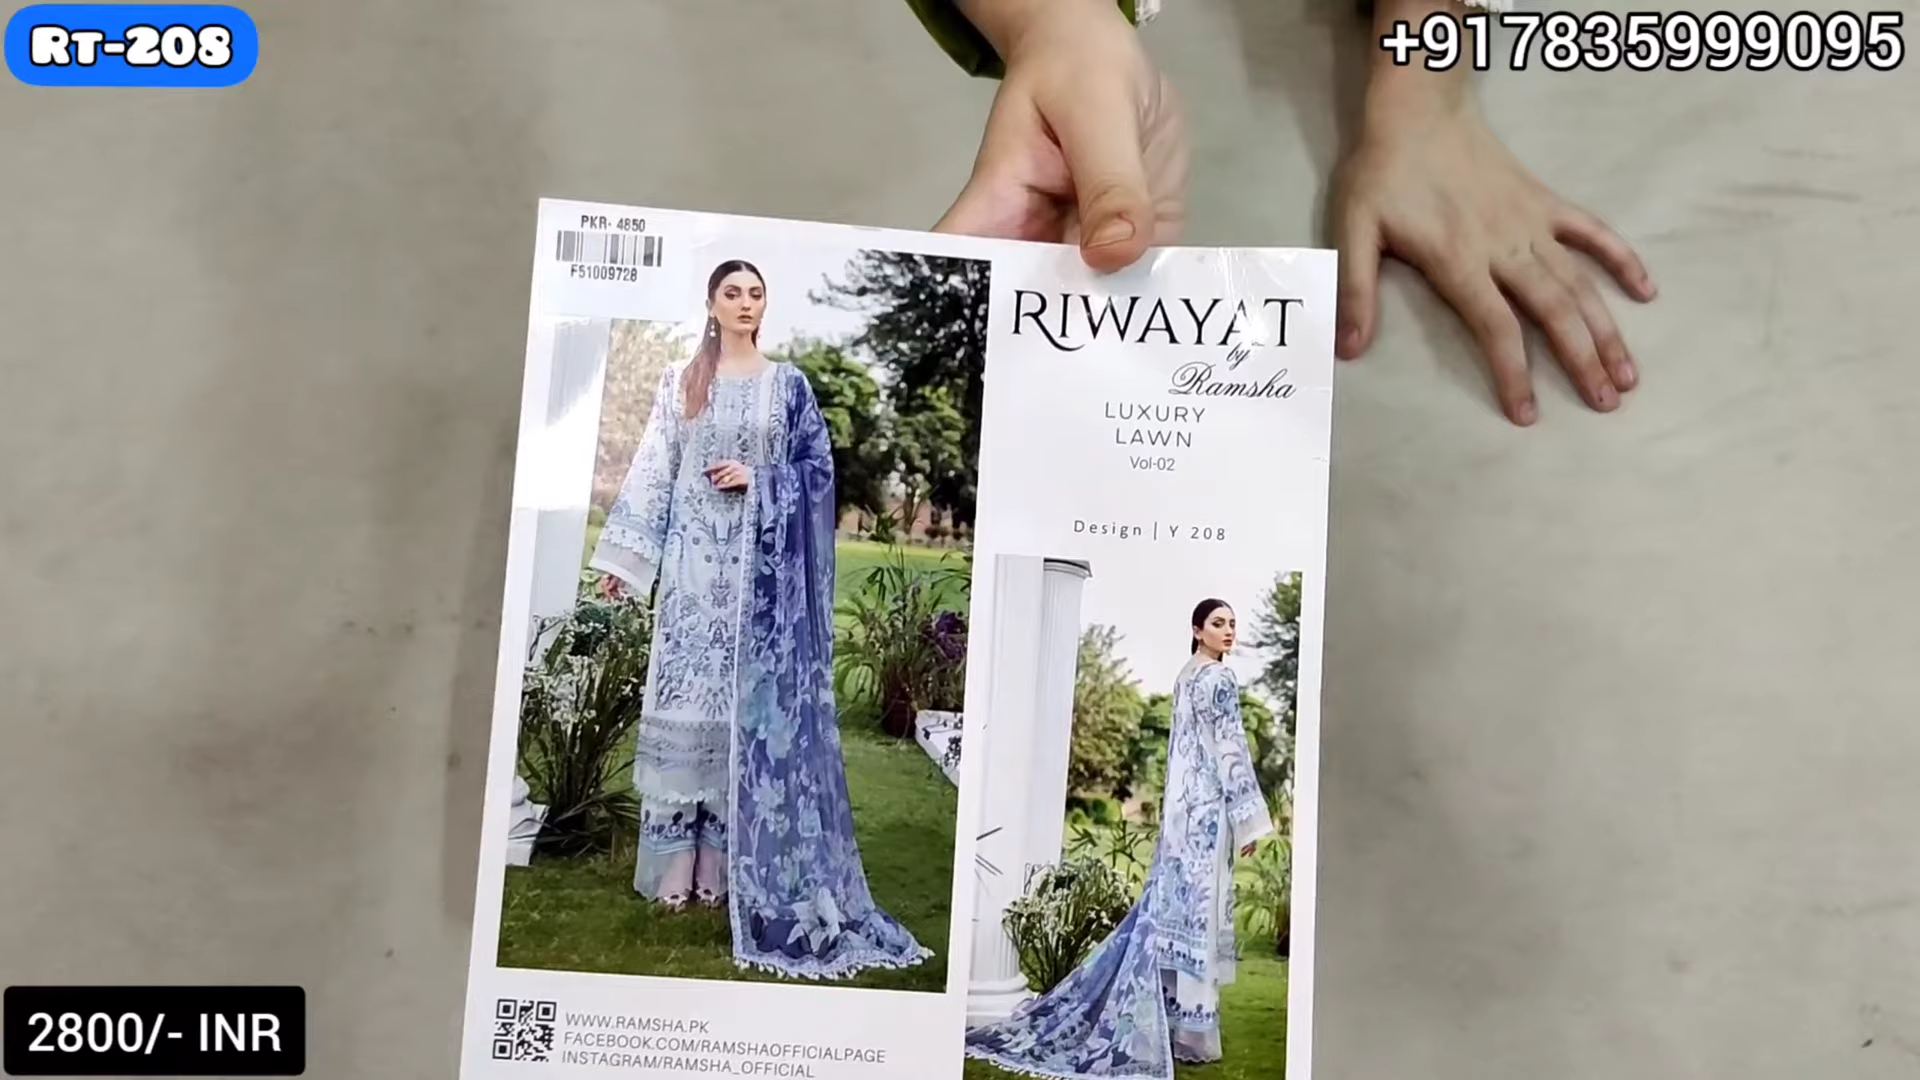 RT-208
+917835999095
PKR- 4850
F51009728
RIWAYAT
by
Ramsha
LUXURY
LAWN
Vol-02
Design | Y 208
2800/- INR
WWW.RAMSHA.PK
FACEBOOK.COM/RAMSHAOFFICIALPAGE
INSTAGRAM/RAMSHA_OFFICIAL